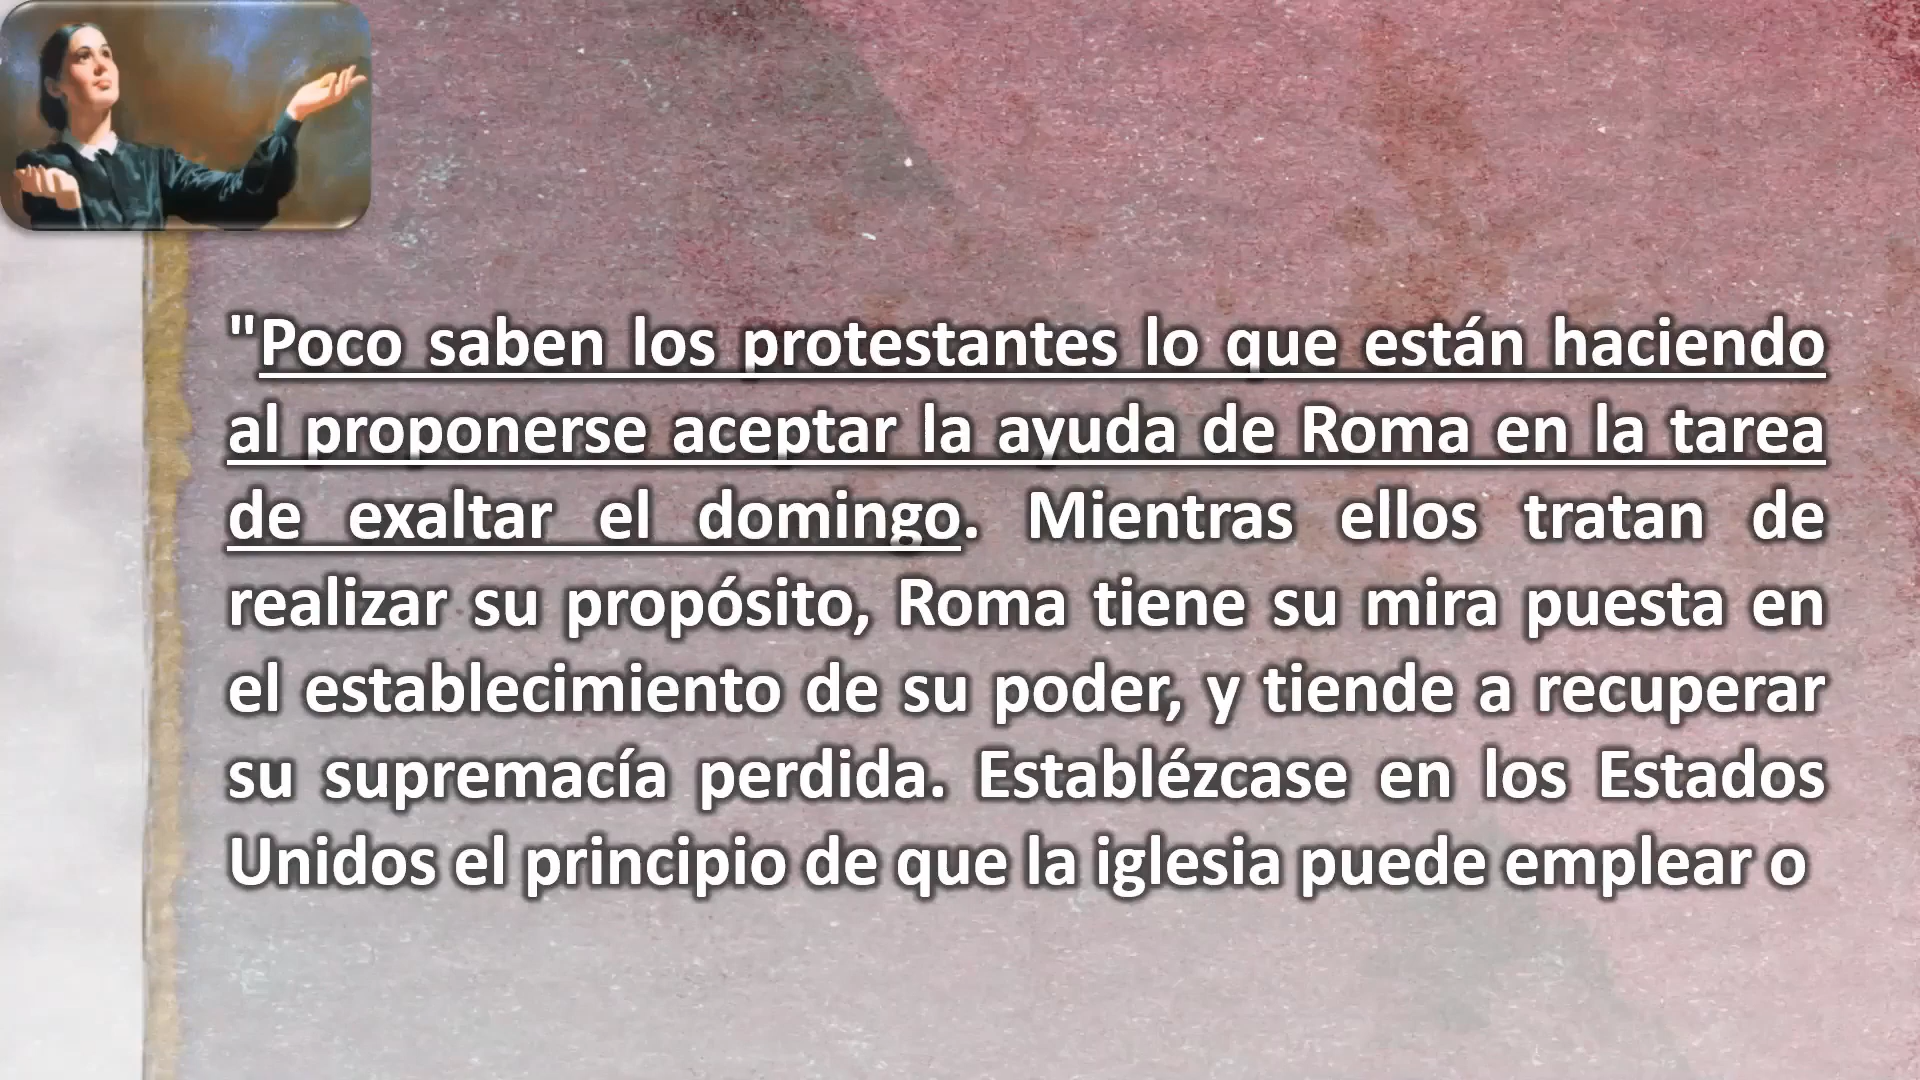 "Poco saben los protestantes lo que están haciendo
al proponerse aceptar la ayuda de Roma en la tarea
de exaltar el domingo. Mientras ellos tratan de
realizar su propósito, Roma tiene su mira puesta en
el establecimiento de su poder, y tiende a recuperar
su supremacía perdida. Establézcase en los Estados
Unidos el principio de que la iglesia puede emplear o